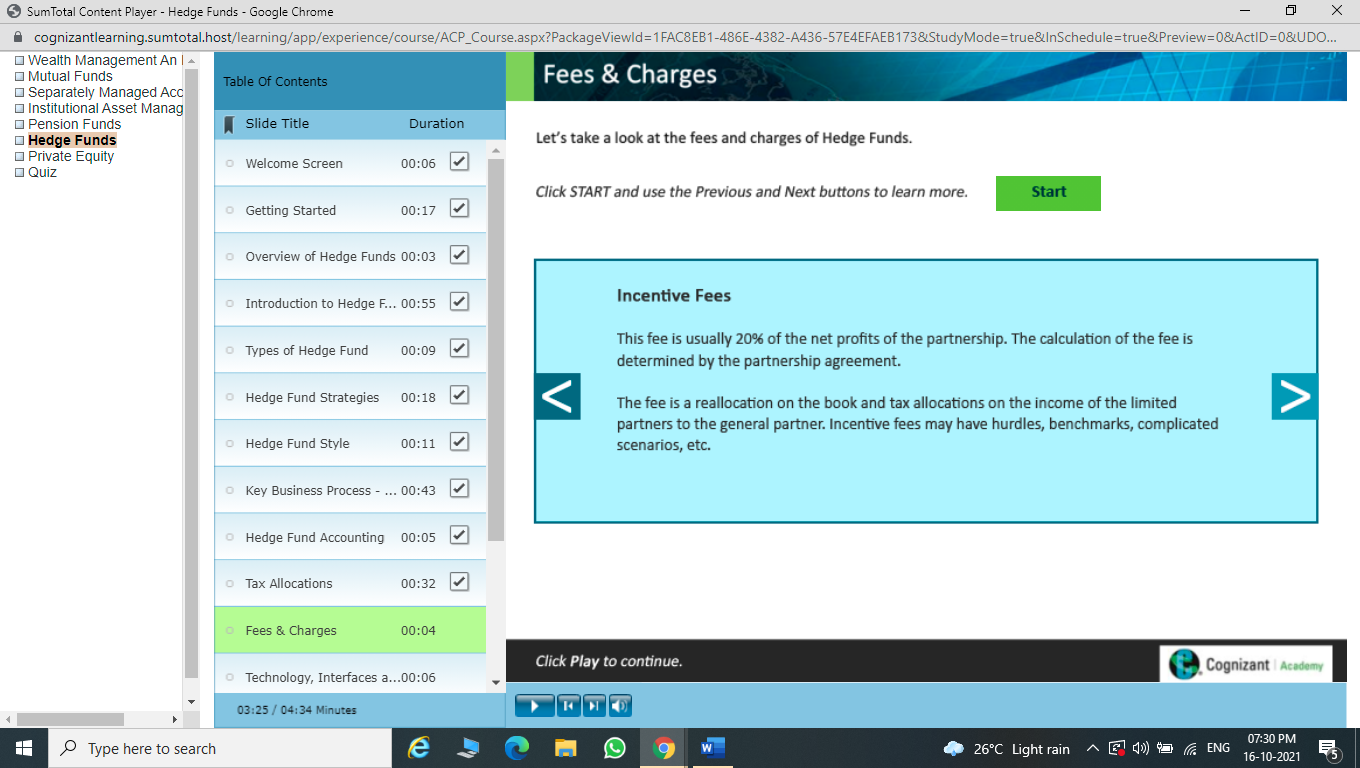 SumTotal Content Player - Hedge Funds - Google Chrome
cognizantlearning.sumtotal.host/learning/app/experience/course/ACP_Course.aspx?PackageViewId=1FAC8EB1-486E-4382-A436-57E4EFAEB173&StudyMode=true&InSchedule=true&Preview=0&ActID=0&UDO...
Wealth Management An
Mutual Funds
Separately Managed Acc
Institutional Asset Manag
Pension Funds
Hedge Funds
Private Equity
Quiz
Table Of Contents
Slide Title Duration
Welcome Screen 00:06
Getting Started 00:17
Overview of Hedge Funds 00:03
Introduction to Hedge F... 00:55
Types of Hedge Fund 00:09
Hedge Fund Strategies 00:18
Hedge Fund Style 00:11
Key Business Process - ... 00:43
Hedge Fund Accounting 00:05
Tax Allocations 00:32
Fees & Charges 00:04
Technology, Interfaces a...00:06
03:25 / 04:34 Minutes
Fees & Charges
Let's take a look at the fees and charges of Hedge Funds.
Click START and use the Previous and Next buttons to learn more.
Start
Incentive Fees
This fee is usually 20% of the net profits of the partnership. The calculation of the fee is
determined by the partnership agreement.
The fee is a reallocation on the book and tax allocations on the income of the limited
partners to the general partner. Incentive fees may have hurdles, benchmarks, complicated
scenarios, etc.
< >
Click Play to continue.
Cognizant | Academy
Type here to search
26°C Light rain
ENG
07:30 PM
16-10-2021
5